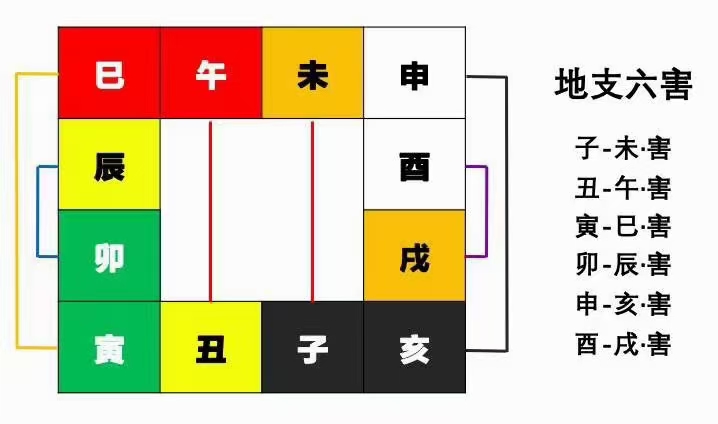 巳 午 未 申
辰 酉
卯 戌
寅 丑 子 亥
地支六害
子-未·害
丑-午·害
寅-巳·害
卯-辰·害
申-亥·害
酉-戌·害